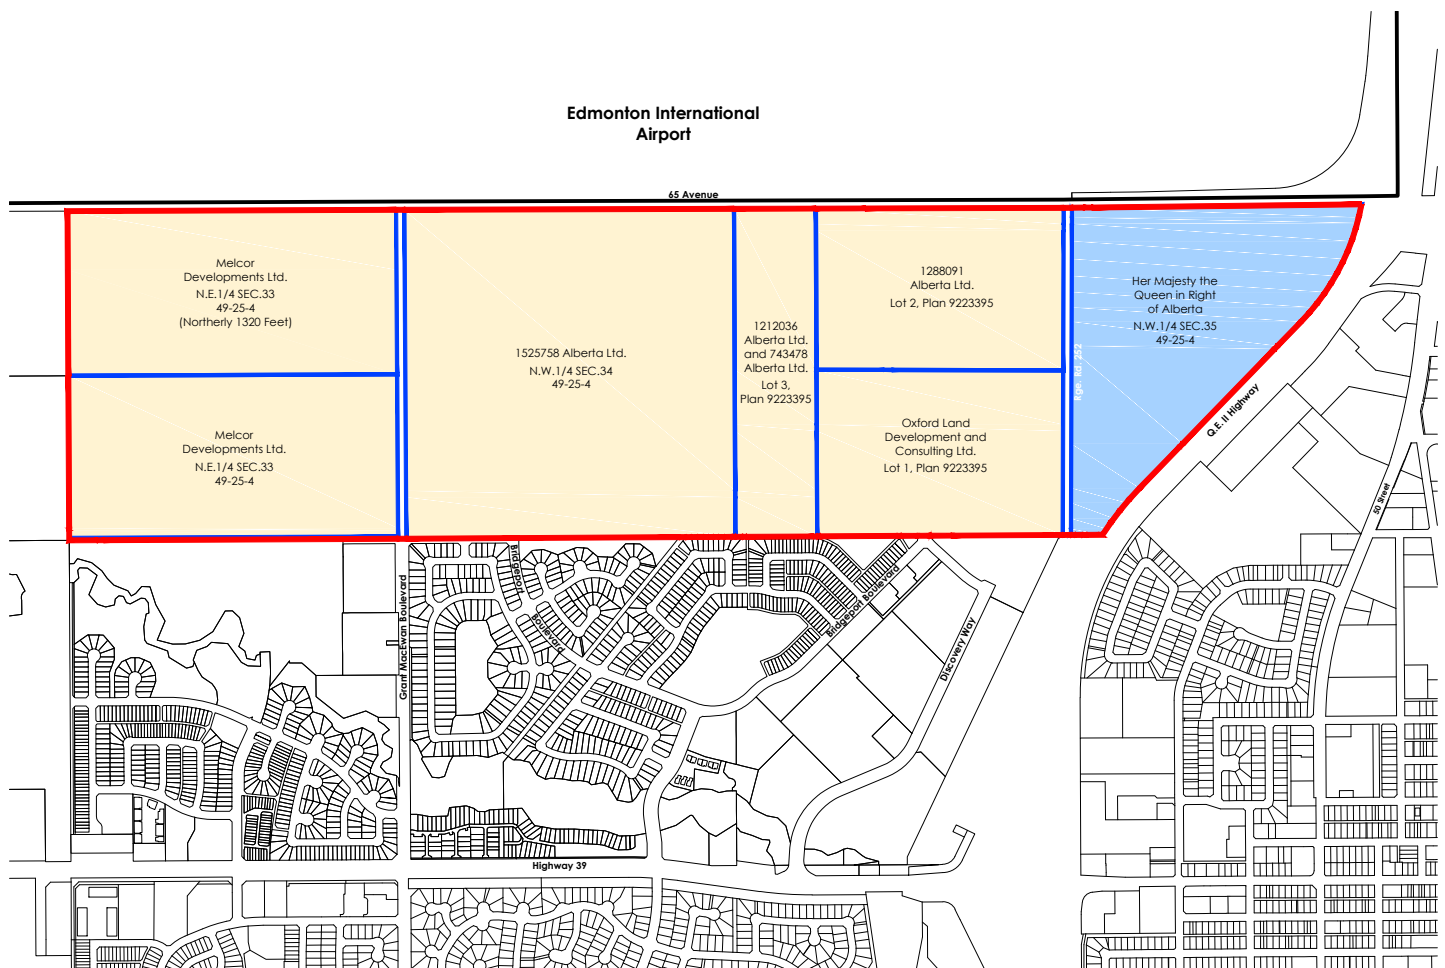 Edmonton International
Airport
65 Avenue
Melcor
Developments Ltd.
N.E.1/4 SEC.33
49-25-4
(Northerly 1320 Feet)
1288091
Alberta Ltd.
Lot 2, Plan 9223395
Her Majesty the
Queen in Right
of Alberta
N.W.1/4 SEC.35
49-25-4
1525758 Alberta Ltd.
N.W.1/4 SEC.34
49-25-4
1212036
Alberta Ltd.
and 743478
Alberta Ltd.
Lot 3,
Plan 9223395
Rge. Rd. 252
Q.E. II Highway
Melcor
Developments Ltd.
N.E.1/4 SEC.33
49-25-4
Oxford Land
Development and
Consulting Ltd.
Lot 1, Plan 9223395
50 Street
Grant MacEwan Boulevard
Bridgeport
Boulevard
Bridgeport Boulevard
Discovery Way
Highway 39